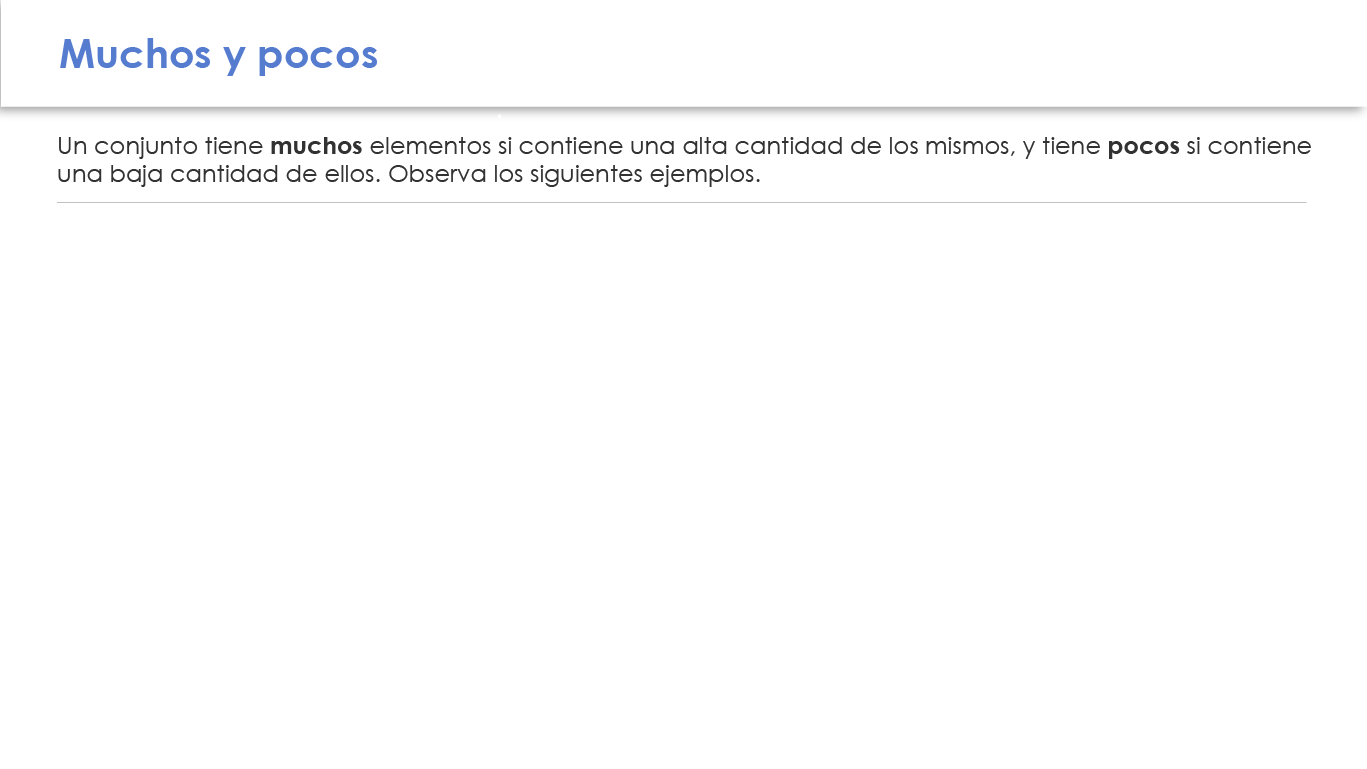 Muchos y pocos
Un conjunto tiene muchos elementos si contiene una alta cantidad de los mismos, y tiene pocos si contiene
una baja cantidad de ellos. Observa los siguientes ejemplos.